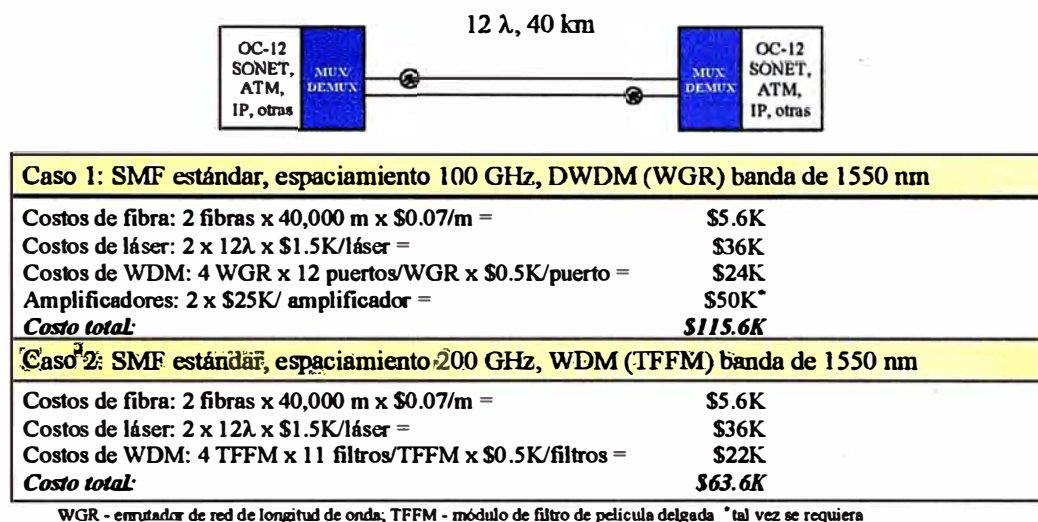 12 λ, 40 km
OC-12
SONET,
ATM,
IP, otras
MUX/
DEMUX
MUX
DEMUX
OC-12
SONET,
ATM,
IP, otras
Caso 1: SMF estándar, espaciamiento 100 GHz, DWDM (WGR) banda de 1550 nm
Costos de fibra: 2 fibras x 40,000 m x $0.07/m = $5.6K
Costos de láser: 2 x 12λ x $1.5K/láser = $36K
Costos de WDM: 4 WGR x 12 puertos/WGR x $0.5K/puerto = $24K
Amplificadores: 2 x $25K/ amplificador = $50K*
Costo total: $115.6K
Caso 2: SMF estándar, espaciamiento 200 GHz, WDM (TFFM) banda de 1550 nm
Costos de fibra: 2 fibras x 40,000 m x $0.07/m = $5.6K
Costos de láser: 2 x 12λ x $1.5K/láser = $36K
Costos de WDM: 4 TFFM x 11 filtros/TFFM x $0.5K/filtros = $22K
Costo total: $63.6K
WGR - enrutador de red de longitud de onda; TFFM - módulo de filtro de película delgada *tal vez se requiera